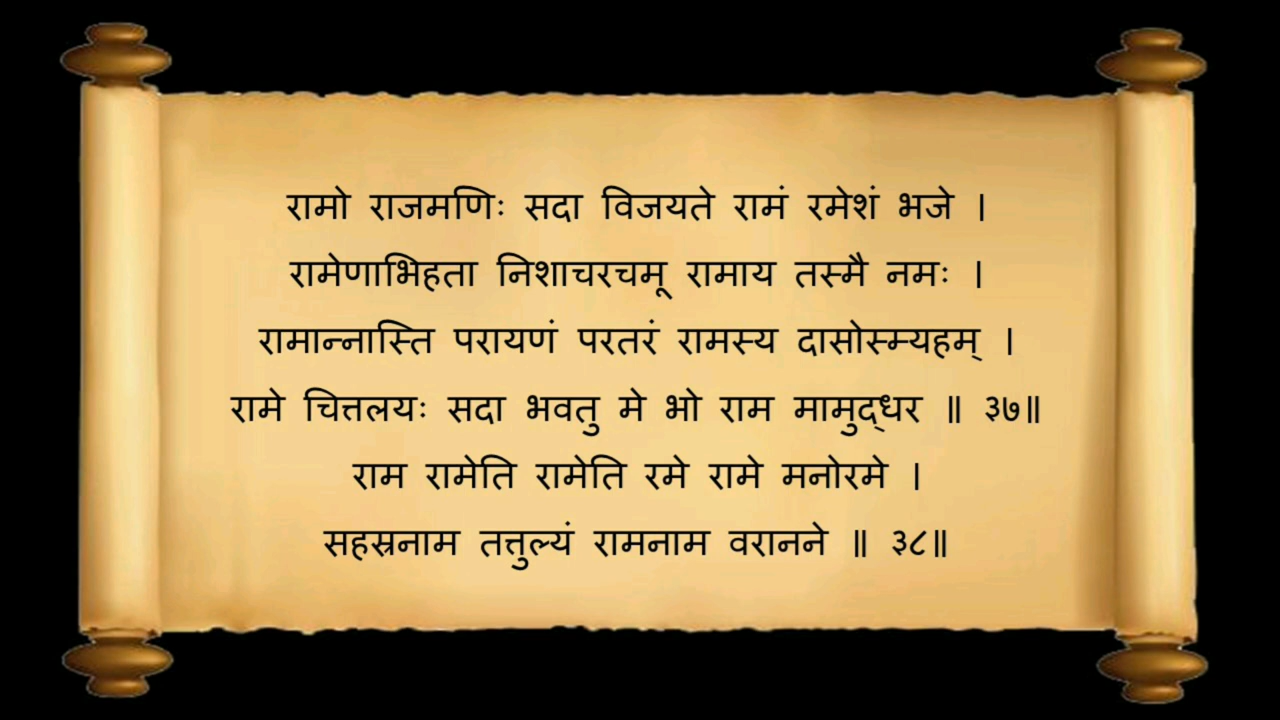 रामो राजमणिः सदा विजयते रामं रमेशं भजे ।
रामेणाभिहता निशाचरचमू रामाय तस्मै नमः ।
रामान्नास्ति परायणं परतरं रामस्य दासोस्म्यहम् ।
रामे चित्तलयः सदा भवतु मे भो राम मामुद्धर ॥ ३७॥
राम रामेति रामेति रमे रामे मनोरमे ।
सहस्रनाम तत्तुल्यं रामनाम वरानने ॥ ३८॥